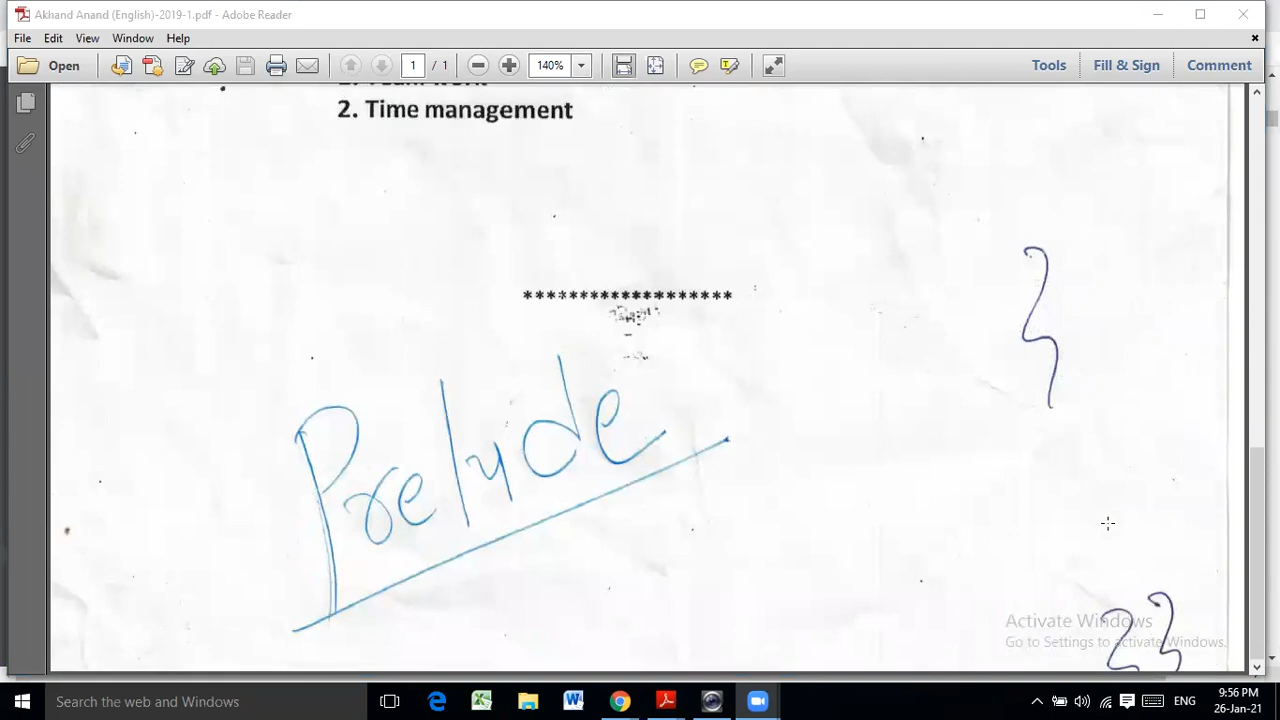 Akhand Anand (English)-2019-1.pdf - Adobe Reader
File Edit View Window Help
Open 1 / 1 140% Tools Fill & Sign Comment
2. Time management
******************
Prelude
Activate Windows
Go to Settings to activate Windows.
Search the web and Windows
ENG
9:56 PM
26-Jan-21